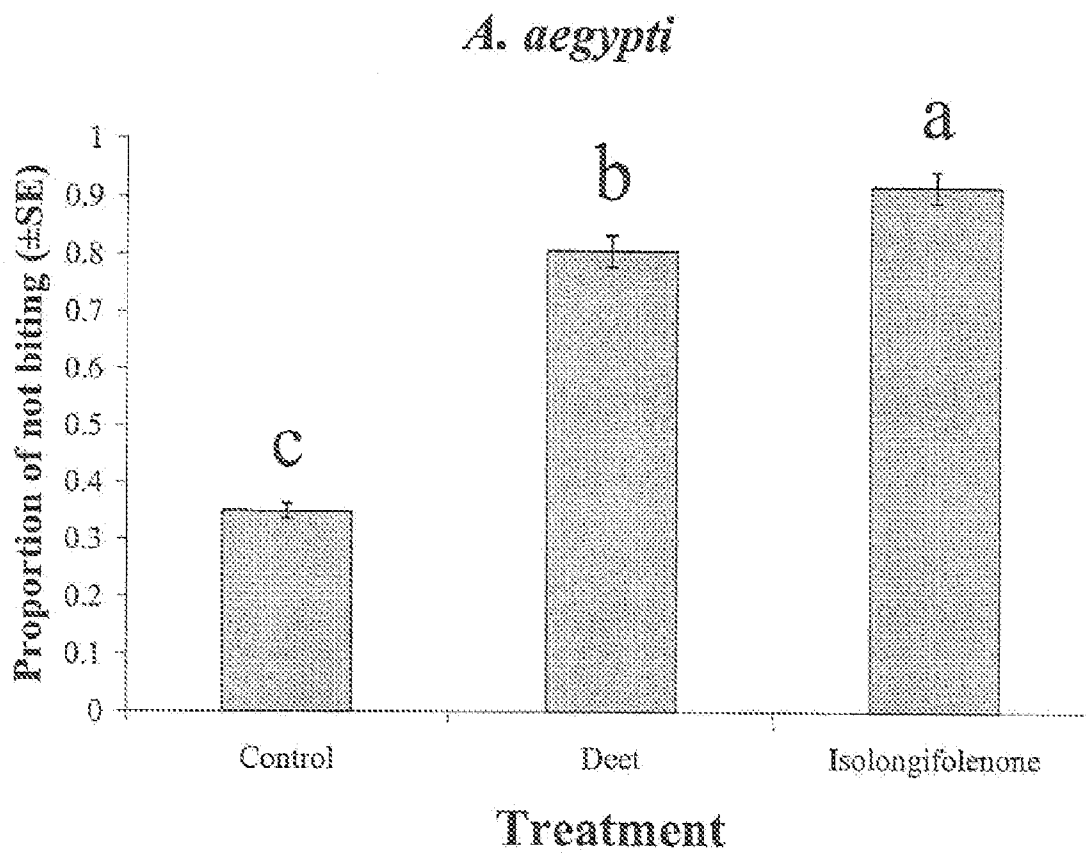 A. aegypti
Proportion of not biting (±SE)
1
0.9
0.8
0.7
0.6
0.5
0.4
0.3
0.2
0.1
0
c
b
a
Control
Deet
Isolongifolenone
Treatment